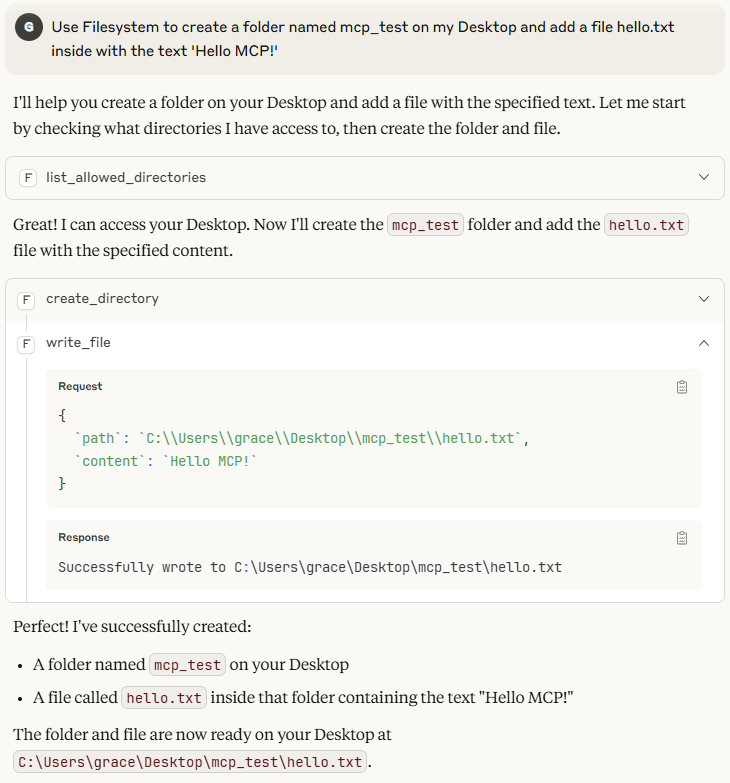 G
Use Filesystem to create a folder named mcp_test on my Desktop and add a file hello.txt
inside with the text 'Hello MCP!'
I'll help you create a folder on your Desktop and add a file with the specified text. Let me start
by checking what directories I have access to, then create the folder and file.
F list_allowed_directories
Great! I can access your Desktop. Now I'll create the mcp_test folder and add the hello.txt
file with the specified content.
F create_directory
F write_file
Request
{
`path`: `C:\\Users\\grace\\Desktop\\mcp_test\\hello.txt`,
`content`: `Hello MCP!`
}
Response
Successfully wrote to C:\Users\grace\Desktop\mcp_test\hello.txt
Perfect! I've successfully created:
• A folder named mcp_test on your Desktop
• A file called hello.txt inside that folder containing the text "Hello MCP!"
The folder and file are now ready on your Desktop at
C:\Users\grace\Desktop\mcp_test\hello.txt.